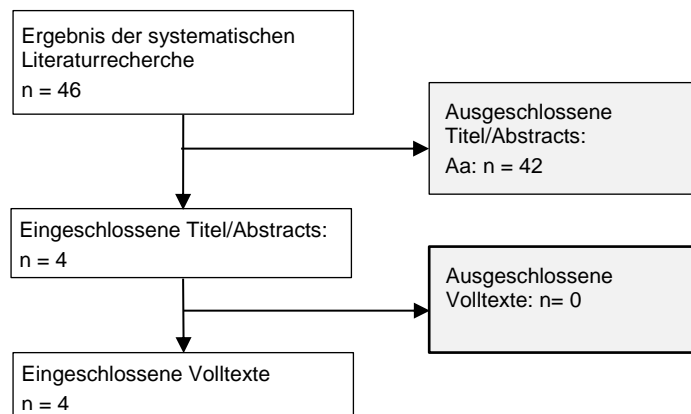 Ergebnis der systematischen
Literaturrecherche
n = 46
Ausgeschlossene
Titel/Abstracts:
Aa: n = 42
Eingeschlossene Titel/Abstracts:
n = 4
Ausgeschlossene
Volltexte: n= 0
Eingeschlossene Volltexte
n = 4